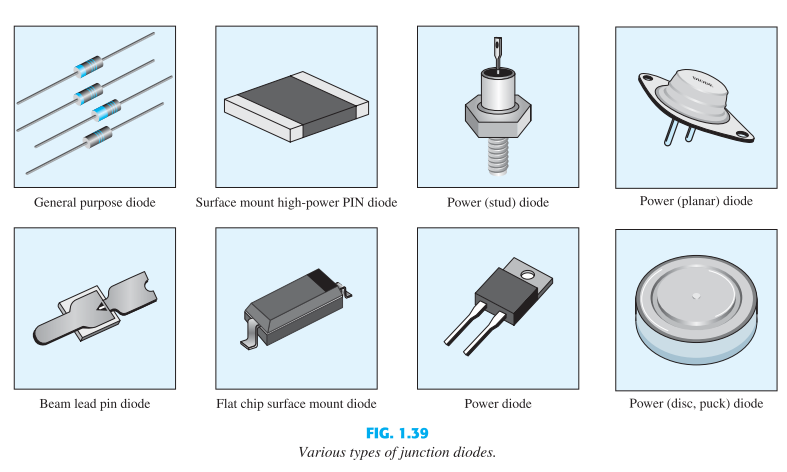 General purpose diode
Surface mount high-power PIN diode
Power (stud) diode
Power (planar) diode
Beam lead pin diode
Flat chip surface mount diode
Power diode
Power (disc, puck) diode
FIG. 1.39
Various types of junction diodes.